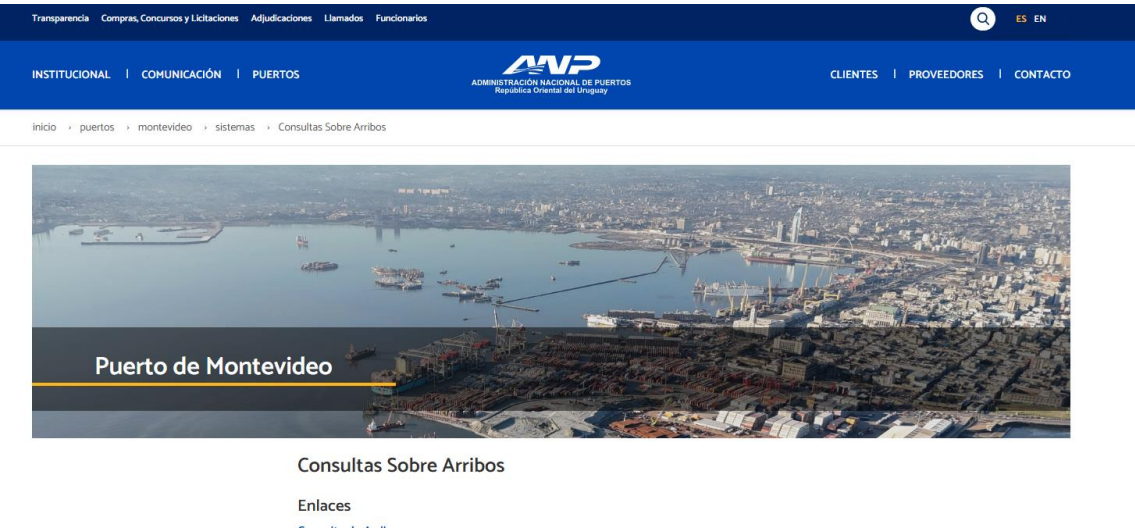 Transparencia Compras, Concursos y Licitaciones Adjudicaciones Llamados Funcionarios ES EN
INSTITUCIONAL | COMUNICACIÓN | PUERTOS
ANP
ADMINISTRACIÓN NACIONAL DE PUERTOS
República Oriental del Uruguay
CLIENTES | PROVEEDORES | CONTACTO
inicio › puertos › montevideo › sistemas › Consultas Sobre Arribos
Puerto de Montevideo
Consultas Sobre Arribos
Enlaces